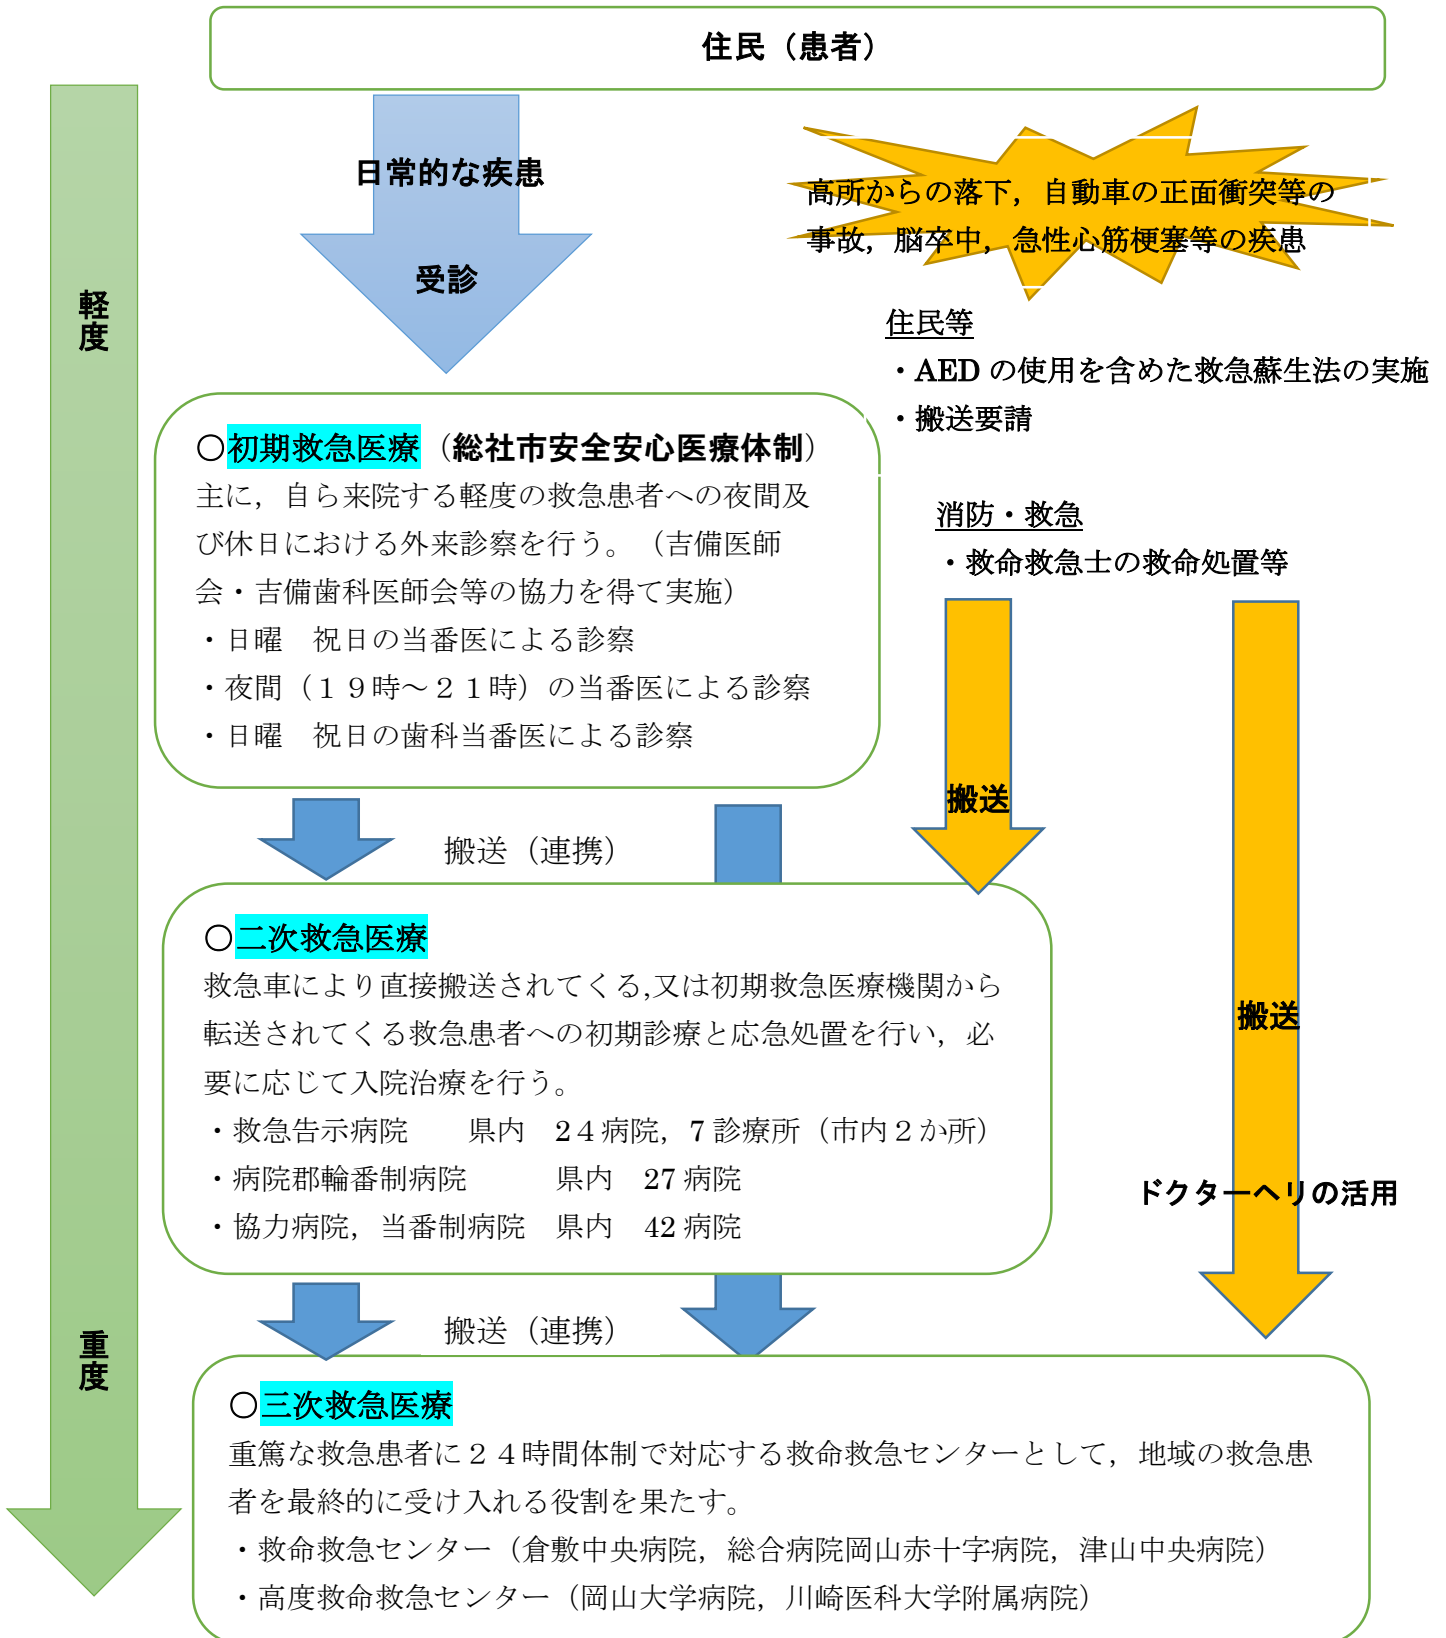 住民（患者）
日常的な疾患
受診
高所からの落下，自動車の正面衝突等の
事故，脳卒中，急性心筋梗塞等の疾患
軽度
住民等
・AED の使用を含めた救急蘇生法の実施
・搬送要請
〇初期救急医療（総社市安全安心医療体制）
主に，自ら来院する軽度の救急患者への夜間及
び休日における外来診察を行う。（吉備医師
会・吉備歯科医師会等の協力を得て実施）
・日曜　祝日の当番医による診察
・夜間（１９時～２１時）の当番医による診察
・日曜　祝日の歯科当番医による診察
消防・救急
・救命救急士の救命処置等
搬送
搬送（連携）
〇二次救急医療
救急車により直接搬送されてくる,又は初期救急医療機関から
転送されてくる救急患者への初期診療と応急処置を行い，必
要に応じて入院治療を行う。
・救急告示病院　　県内　2４病院，7 診療所（市内２か所）
・病院郡輪番制病院　　　県内　27 病院
・協力病院，当番制病院　県内　42 病院
搬送
ドクターヘリの活用
搬送（連携）
重度
〇三次救急医療
重篤な救急患者に２４時間体制で対応する救命救急センターとして，地域の救急患
者を最終的に受け入れる役割を果たす。
・救命救急センター（倉敷中央病院，総合病院岡山赤十字病院，津山中央病院）
・高度救命救急センター（岡山大学病院，川崎医科大学附属病院）